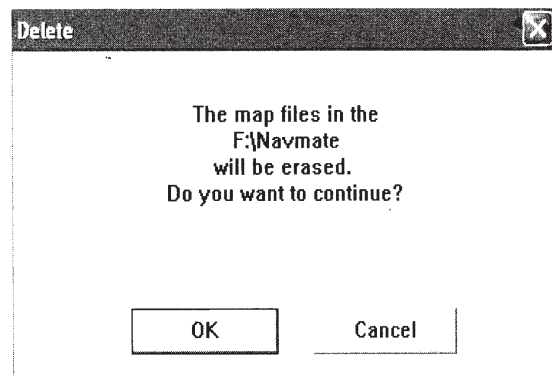 Delete
The map files in the
F:\Navmate
will be erased.
Do you want to continue?
OK
Cancel